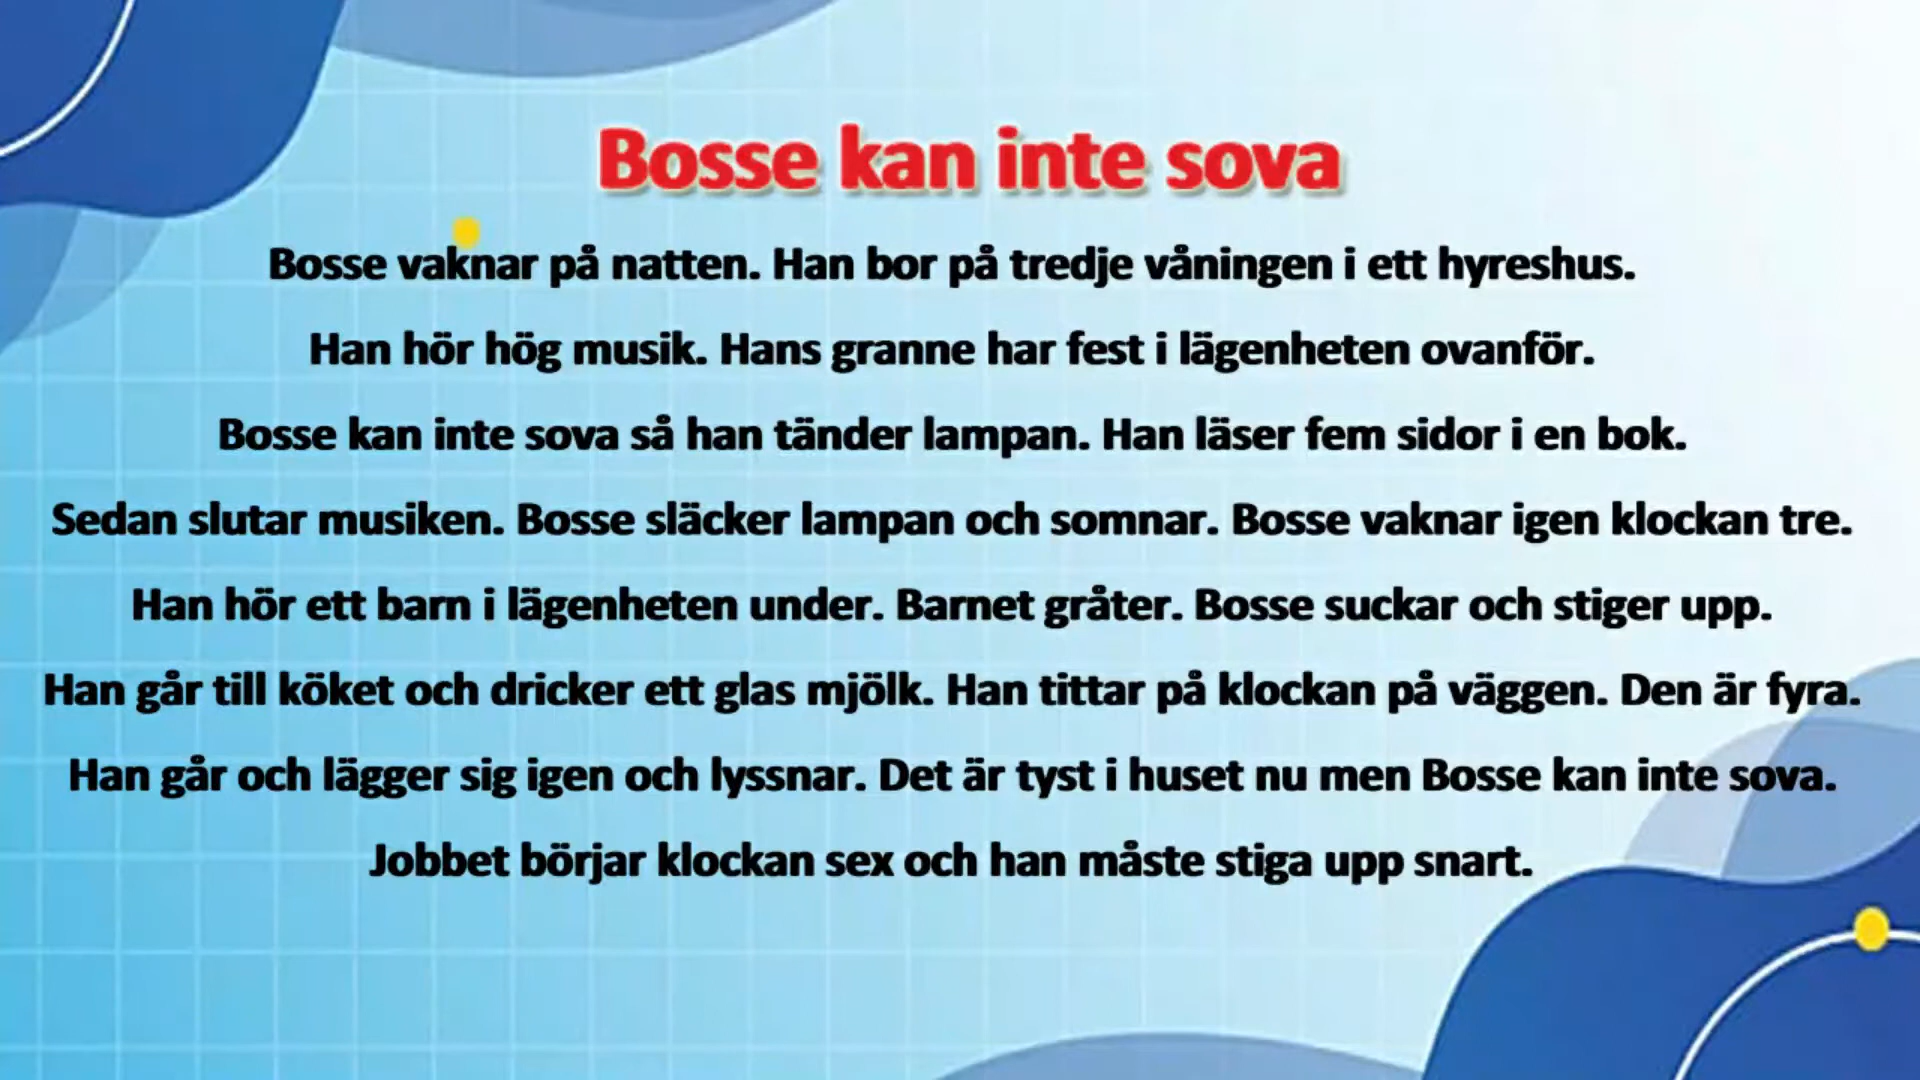 Bosse kan inte sova
Bosse vaknar på natten. Han bor på tredje våningen i ett hyreshus.
Han hör hög musik. Hans granne har fest i lägenheten ovanför.
Bosse kan inte sova så han tänder lampan. Han läser fem sidor i en bok.
Sedan slutar musiken. Bosse släcker lampan och somnar. Bosse vaknar igen klockan tre.
Han hör ett barn i lägenheten under. Barnet gråter. Bosse suckar och stiger upp.
Han går till köket och dricker ett glas mjölk. Han tittar på klockan på väggen. Den är fyra.
Han går och lägger sig igen och lyssnar. Det är tyst i huset nu men Bosse kan inte sova.
Jobbet börjar klockan sex och han måste stiga upp snart.